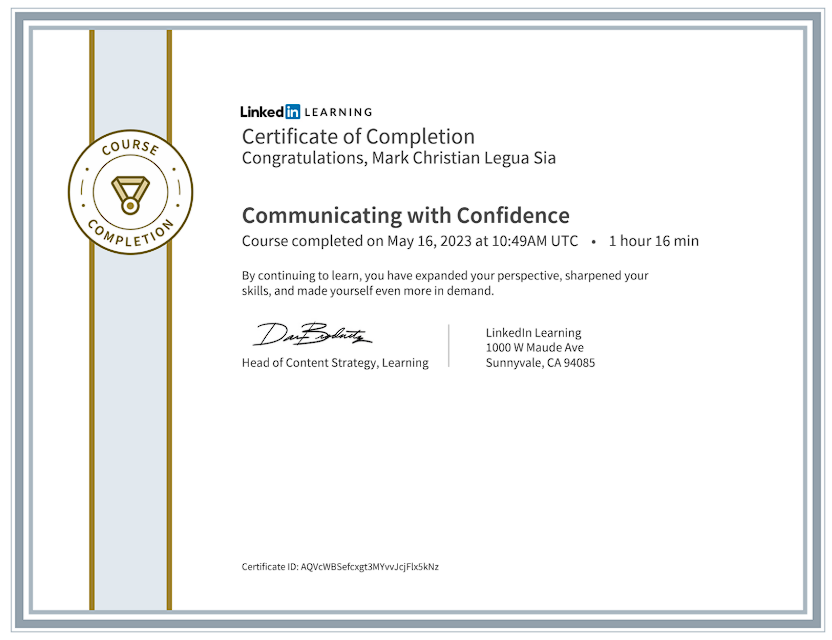 COURSE
COMPLETION
Linked in LEARNING
Certificate of Completion
Congratulations, Mark Christian Legua Sia
Communicating with Confidence
Course completed on May 16, 2023 at 10:49AM UTC • 1 hour 16 min
By continuing to learn, you have expanded your perspective, sharpened your
skills, and made yourself even more in demand.
Head of Content Strategy, Learning
LinkedIn Learning
1000 W Maude Ave
Sunnyvale, CA 94085
Certificate ID: AQVcWBSefcxgt3MYvvJcjFlx5kNz